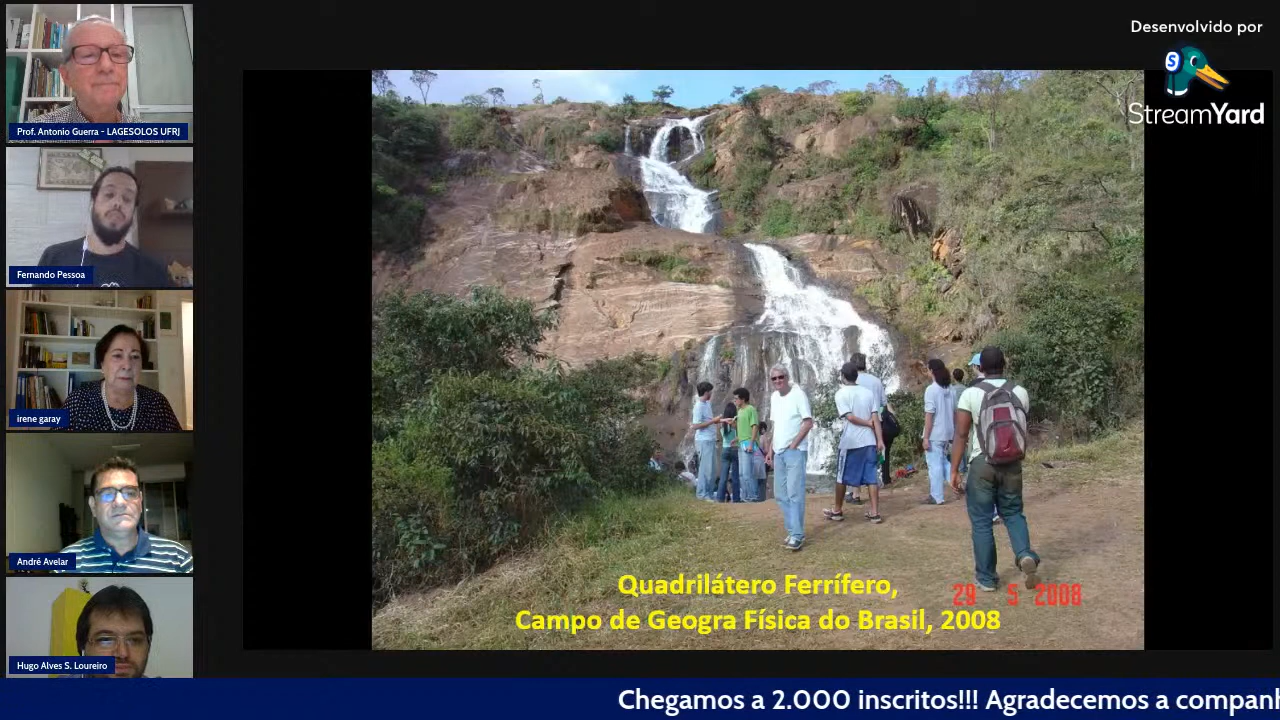 Prof. Antonio Guerra - LAGESOLOS UFRJ
Fernando Pessoa
irene garay
André Avelar
Hugo Alves S. Loureiro
Desenvolvido por
StreamYard
Quadrilátero Ferrífero,
29 5 2008
Campo de Geogra Física do Brasil, 2008
Chegamos a 2.000 inscritos!!! Agradecemos a companh